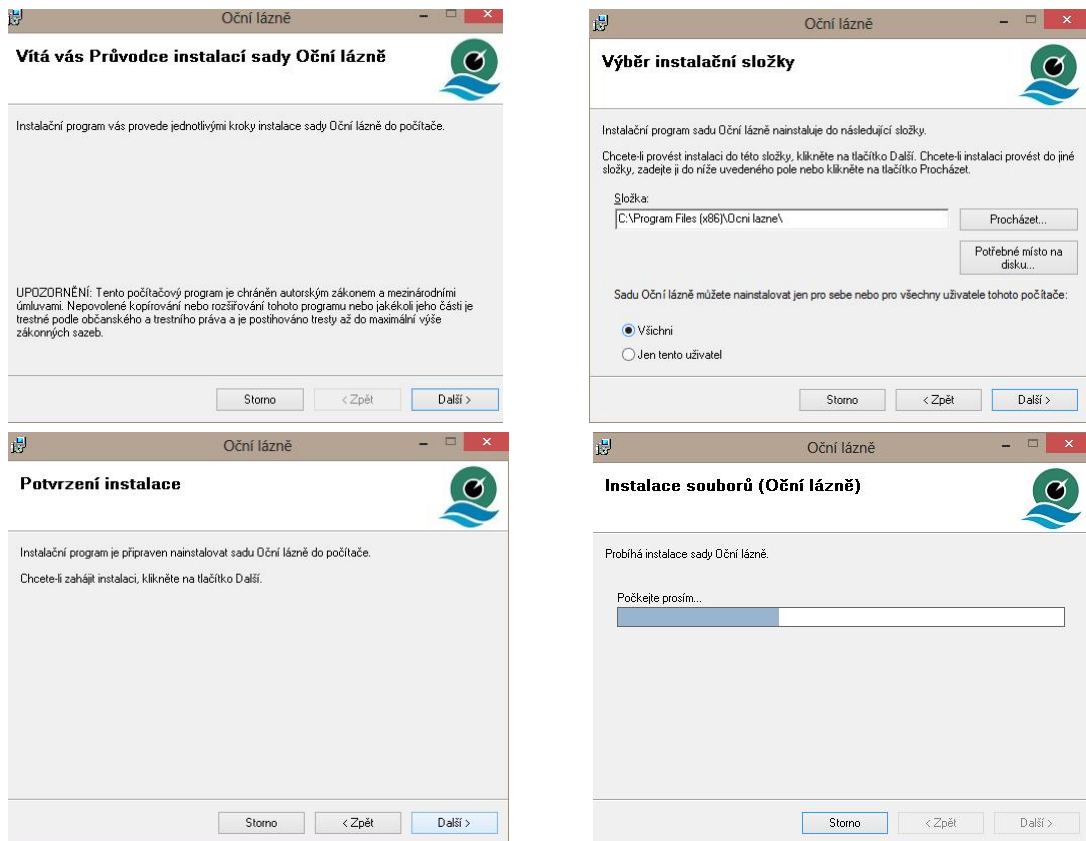 Oční lázně
Vítá vás Průvodce instalací sady Oční lázně
Instalační program vás provede jednotlivými kroky instalace sady Oční lázně do počítače.
UPOZORNĚNÍ: Tento počítačový program je chráněn autorským zákonem a mezinárodními
úmluvami. Nepovolené kopírování nebo rozšiřování tohoto programu nebo jakékoli jeho části je
trestné podle občanského a trestního práva a je postihováno tresty až do maximální výše
zákonných sazeb.
Storno
< Zpět
Další >
Oční lázně
Výběr instalační složky
Instalační program sadu Oční lázně nainstaluje do následující složky.
Chcete-li provést instalaci do této složky, klikněte na tlačítko Další. Chcete-li instalaci provést do jiné
složky, zadejte ji do níže uvedeného pole nebo klikněte na tlačítko Procházet.
Složka:
C:\Program Files (x86)\Ocni lazne\
Procházet...
Potřebné místo na
disku...
Sadu Oční lázně můžete nainstalovat jen pro sebe nebo pro všechny uživatele tohoto počítače:
Všichni
Jen tento uživatel
Storno
< Zpět
Další >
Oční lázně
Potvrzení instalace
Instalační program je připraven nainstalovat sadu Oční lázně do počítače.
Chcete-li zahájit instalaci, klikněte na tlačítko Další.
Storno
< Zpět
Další >
Oční lázně
Instalace souborů (Oční lázně)
Probíhá instalace sady Oční lázně.
Počkejte prosím...
Storno
< Zpět
Další >